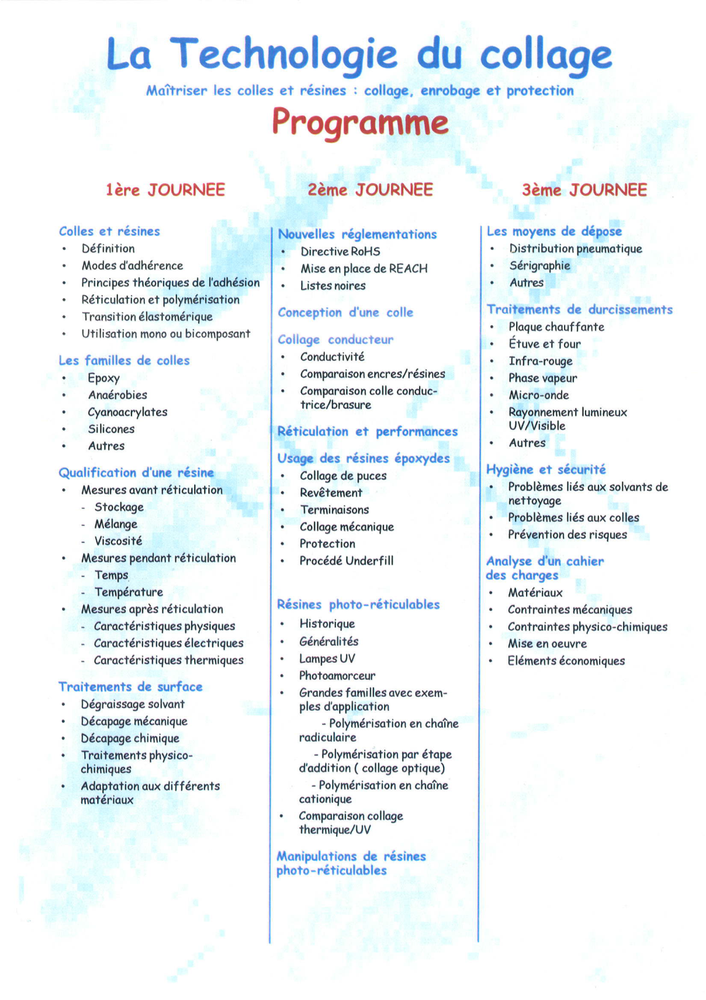 La Technologie du collage
Maîtriser les colles et résines : collage, enrobage et protection
Programme
1ère JOURNEE
Colles et résines
• Définition
• Modes d'adhérence
• Principes théoriques de l'adhésion
• Réticulation et polymérisation
• Transition élastomérique
• Utilisation mono ou bicomposant
Les familles de colles
• Epoxy
• Anaérobies
• Cyanoacrylates
• Silicones
• Autres
Qualification d'une résine
• Mesures avant réticulation
- Stockage
- Mélange
- Viscosité
• Mesures pendant réticulation
- Temps
- Température
• Mesures après réticulation
- Caractéristiques physiques
- Caractéristiques électriques
- Caractéristiques thermiques
Traitements de surface
• Dégraissage solvant
• Décapage mécanique
• Décapage chimique
• Traitements physico-
chimiques
• Adaptation aux différents
matériaux
2ème JOURNEE
Nouvelles réglementations
• Directive RoHS
• Mise en place de REACH
• Listes noires
Conception d'une colle
Collage conducteur
• Conductivité
• Comparaison encres/résines
• Comparaison colle conduc-
trice/brasure
Réticulation et performances
Usage des résines époxydes
• Collage de puces
• Revêtement
• Terminaisons
• Collage mécanique
• Protection
• Procédé Underfill
Résines photo-réticulables
• Historique
• Généralités
• Lampes UV
• Photoamorceur
• Grandes familles avec exem-
ples d'application
- Polymérisation en chaîne
radiculaire
- Polymérisation par étape
d'addition ( collage optique)
- Polymérisation en chaîne
cationique
• Comparaison collage
thermique/UV
Manipulations de résines
photo-réticulables
3ème JOURNEE
Les moyens de dépose
• Distribution pneumatique
• Sérigraphie
• Autres
Traitements de durcissements
• Plaque chauffante
• Étuve et four
• Infra-rouge
• Phase vapeur
• Micro-onde
• Rayonnement lumineux
UV/Visible
• Autres
Hygiène et sécurité
• Problèmes liés aux solvants de
nettoyage
• Problèmes liés aux colles
• Prévention des risques
Analyse d'un cahier
des charges
• Matériaux
• Contraintes mécaniques
• Contraintes physico-chimiques
• Mise en oeuvre
• Eléments économiques